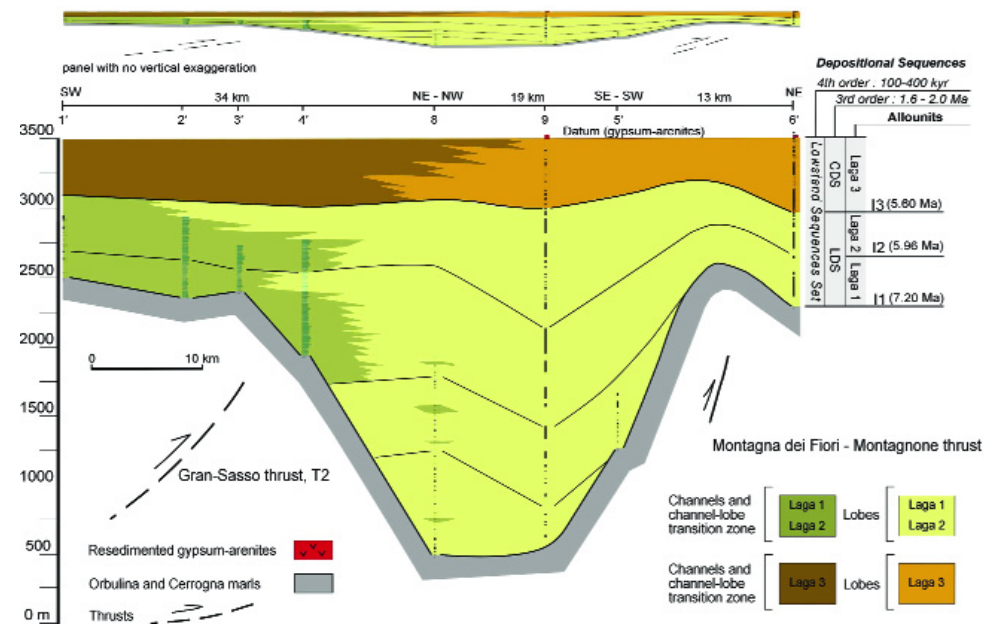 panel with no vertical exaggeration
Depositional Sequences
4th order : 100-400 kyr
3rd order : 1.6 - 2.0 Ma
Allounits
SW 34 km NE - NW 19 km SE - SW 13 km NE
1' 2' 3' 4' 8 9 5' 6'
Datum (gypsum-arenites)
3500
3000
2500
2000
1500
1000
500
0 m
Lowstand Sequences Set
CDS
LDS
Laga 3
Laga 2
Laga 1
I3 (5.60 Ma)
I2 (5.96 Ma)
I1 (7.20 Ma)
0 10 km
Gran-Sasso thrust, T2
Montagna dei Fiori - Montagnone thrust
Resedimented gypsum-arenites
Orbulina and Cerrogna marls
Thrusts
Channels and
channel-lobe
transition zone
Laga 1
Laga 2
Lobes
Laga 1
Laga 2
Channels and
channel-lobe
transition zone
Laga 3
Lobes
Laga 3